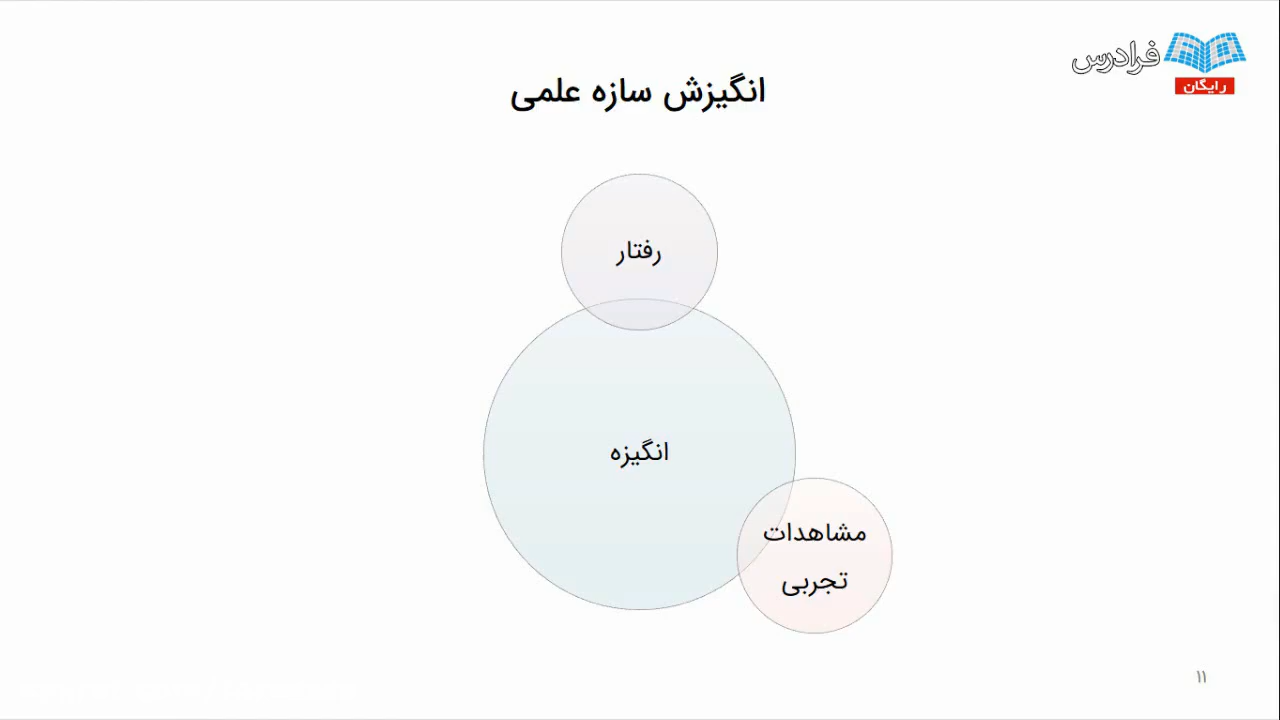 فرادرس
رایگان
انگیزش سازه علمی
رفتار
انگیزه
مشاهدات
تجربی
۱۱